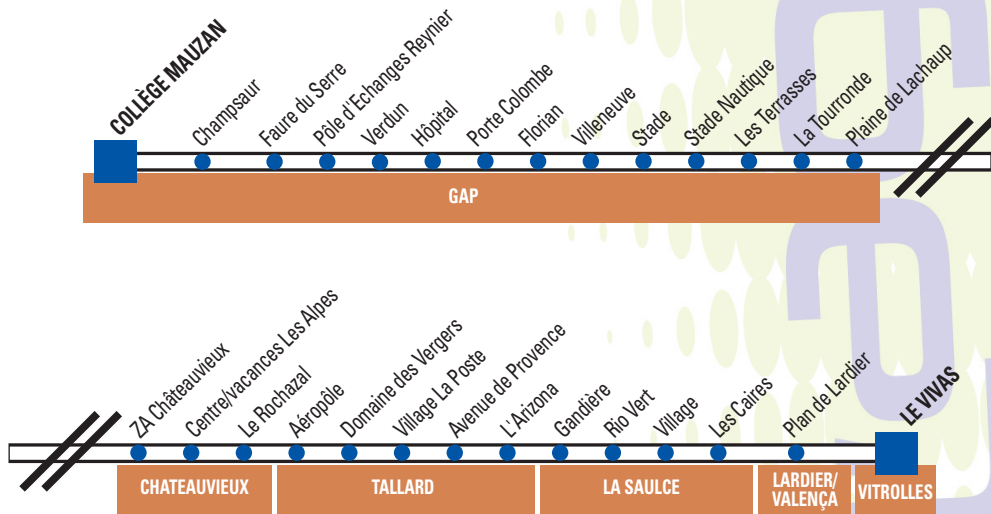 COLLÈGE MAUZAN
Champsaur
Faure du Serre
Pôle d'Echanges Reynier
Verdun
Hôpital
Porte Colombe
Florian
Villeneuve
Stade
Stade Nautique
Les Terrasses
La Tourronde
Plaine de Lachaup
GAP
ZA Châteauvieux
Centre/vacances Les Alpes
Le Rochazal
Aéropôle
Domaine des Vergers
Village La Poste
Avenue de Provence
L'Arizona
Gandière
Rio Vert
Village
Les Caires
Plan de Lardier
LE VIVAS
CHATEAUVIEUX
TALLARD
LA SAULCE
LARDIER/
VALENÇA
VITROLLES